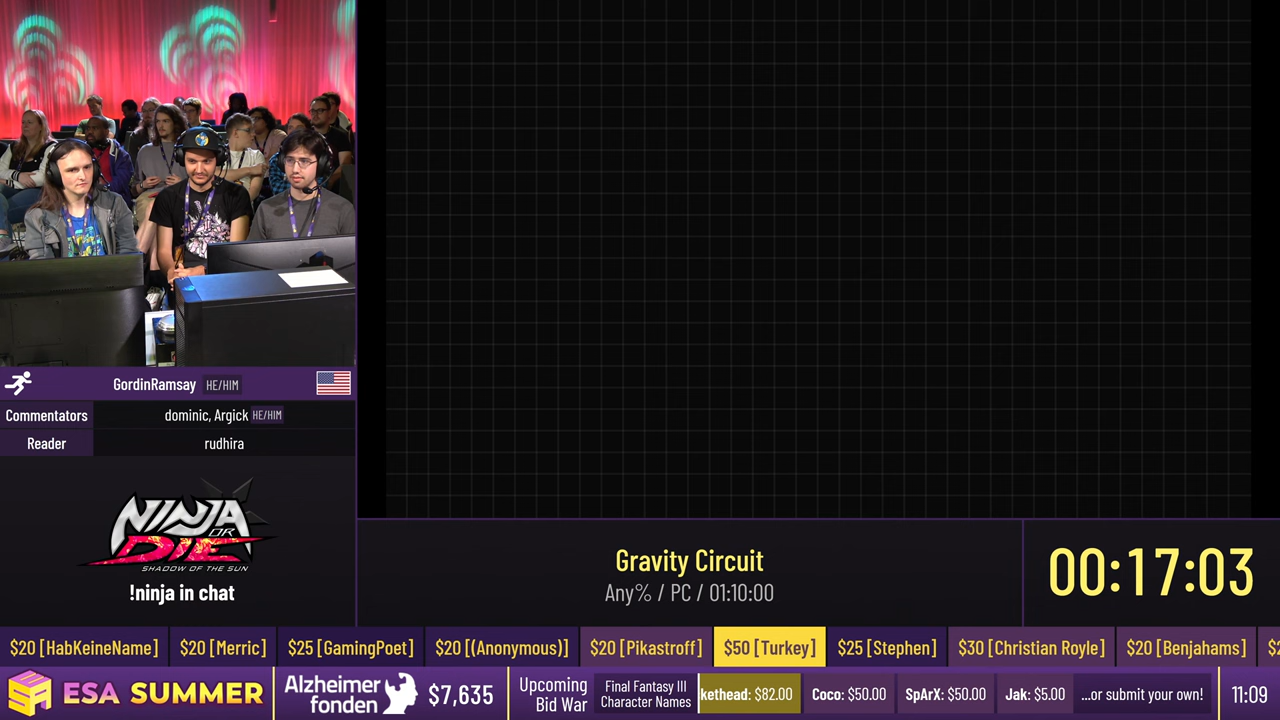 GordinRamsay HE/HIM
Commentators dominic, Argick HE/HIM
Reader rudhira
NINJA
OR
DIE
SHADOW OF THE SUN
!ninja in chat
Gravity Circuit
Any% / PC / 01:10:00
00:17:03
$20 [HabKeineName] $20 [Merric] $25 [GamingPoet] $20 [(Anonymous)] $20 [Pikastroff] $50 [Turkey] $25 [Stephen] $30 [Christian Royle] $20 [Benjahams]
ESA SUMMER
Alzheimer
fonden
$7,635
Upcoming
Bid War
Final Fantasy III
Character Names
kethead: $82.00 Coco: $50.00 SpArX: $50.00 Jak: $5.00 ...or submit your own!
11:09